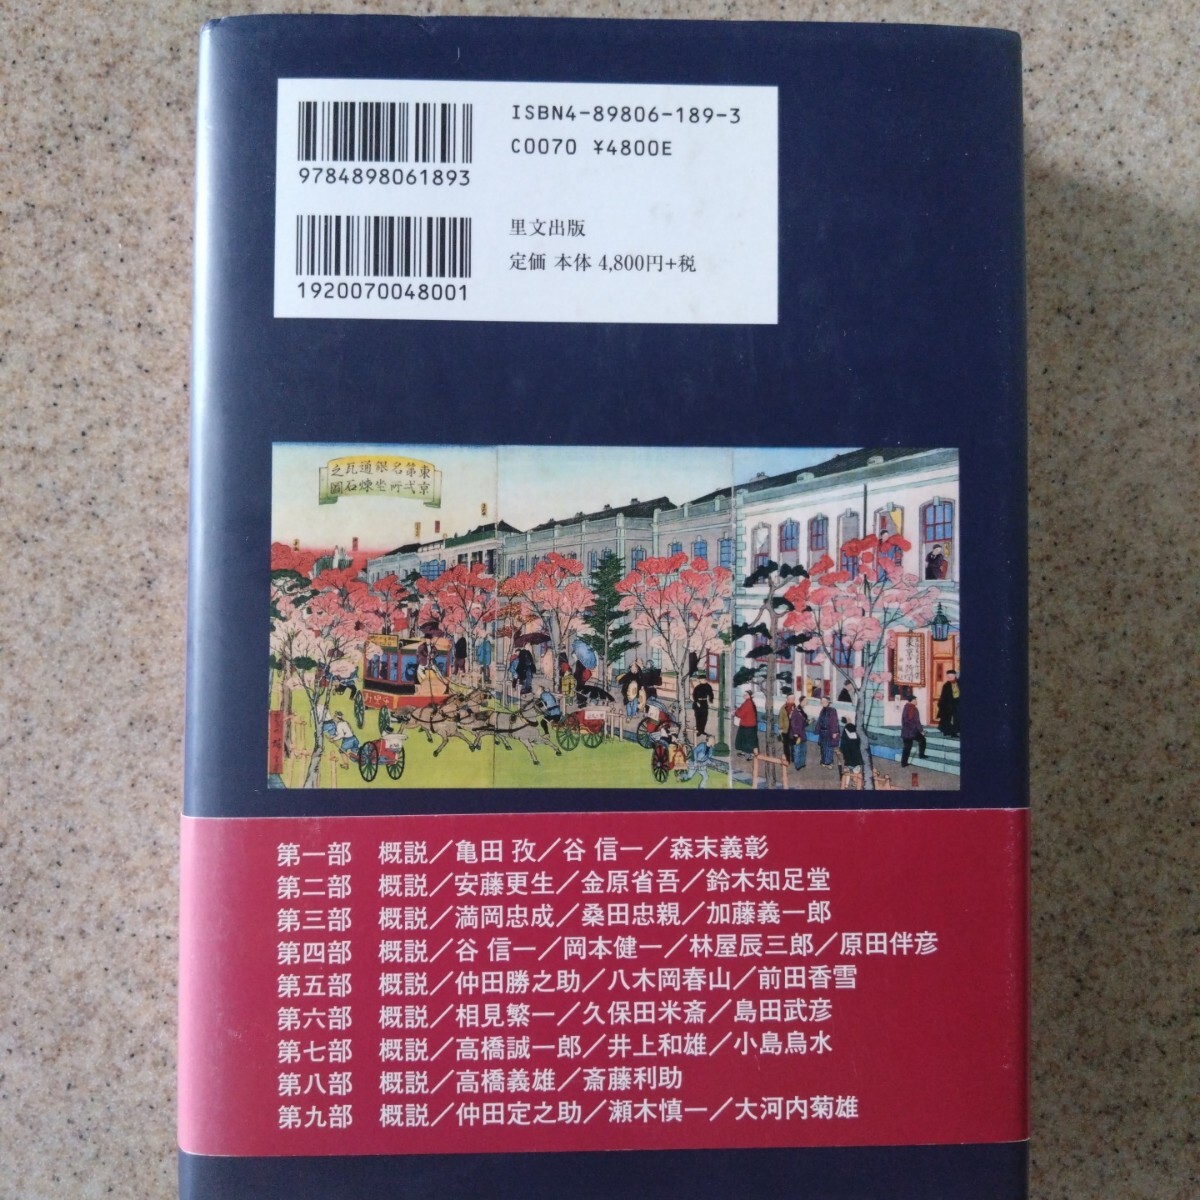 ISBN4-89806-189-3
C0070 ¥4800E
9784898061893
里文出版
定価 本体 4,800円+税
1920070048001
東京
第弐
名所
銀坐
通煉
瓦石
之圖
第一部 概説／亀田 孜／谷 信一／森末義彰
第二部 概説／安藤更生／金原省吾／鈴木知足堂
第三部 概説／満岡忠成／桑田忠親／加藤義一郎
第四部 概説／谷 信一／岡本健一／林屋辰三郎／原田伴彦
第五部 概説／仲田勝之助／八木岡春山／前田香雪
第六部 概説／相見繁一／久保田米斎／島田武彦
第七部 概説／高橋誠一郎／井上和雄／小島烏水
第八部 概説／高橋義雄／斎藤利助
第九部 概説／仲田定之助／瀬木慎一／大河内菊雄